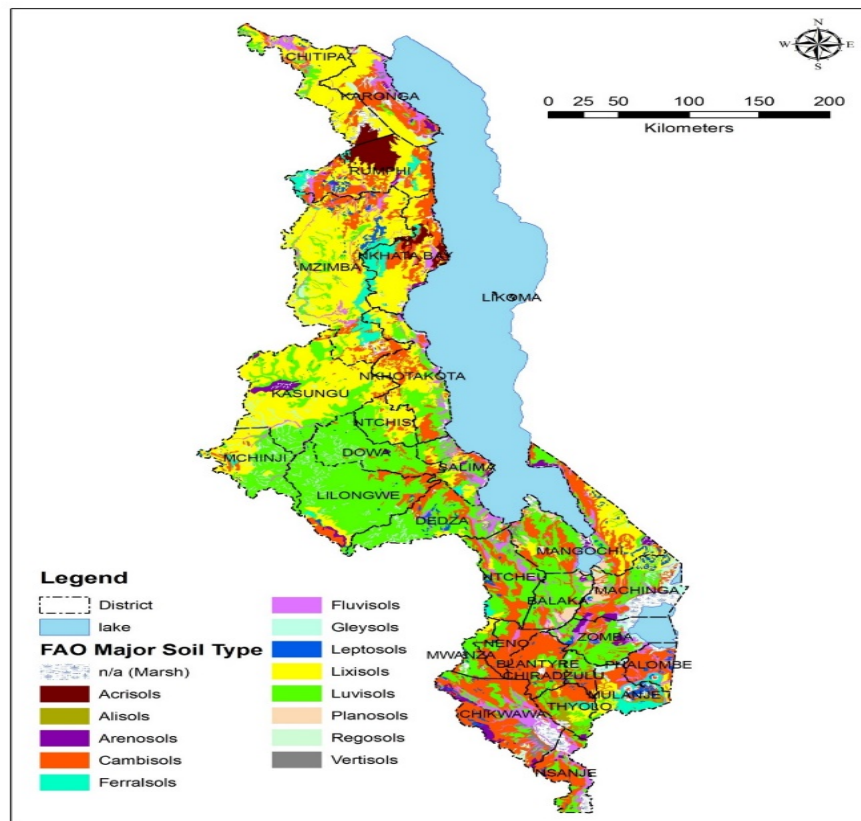 N
W E
S
0 25 50 100 150 200
Kilometers
CHITIPA
KARONGA
RUMPHI
NKHATA BAY
MZIMBA
LIKOMA
NKHOTAKOTA
KASUNGU
NTCHISI
MCHINJI
DOWA
SALIMA
LILONGWE
DEDZA
MANGOCHI
NTCHEU
MACHINGA
BALAKA
ZOMBA
NENO
MWANZA
BLANTYRE
PHALOMBE
CHIRADZULU
MULANJE
THYOLO
CHIKWAWA
NSANJE
Legend
District
lake
FAO Major Soil Type
n/a (Marsh)
Acrisols
Alisols
Arenosols
Cambisols
Ferralsols
Fluvisols
Gleysols
Leptosols
Lixisols
Luvisols
Planosols
Regosols
Vertisols